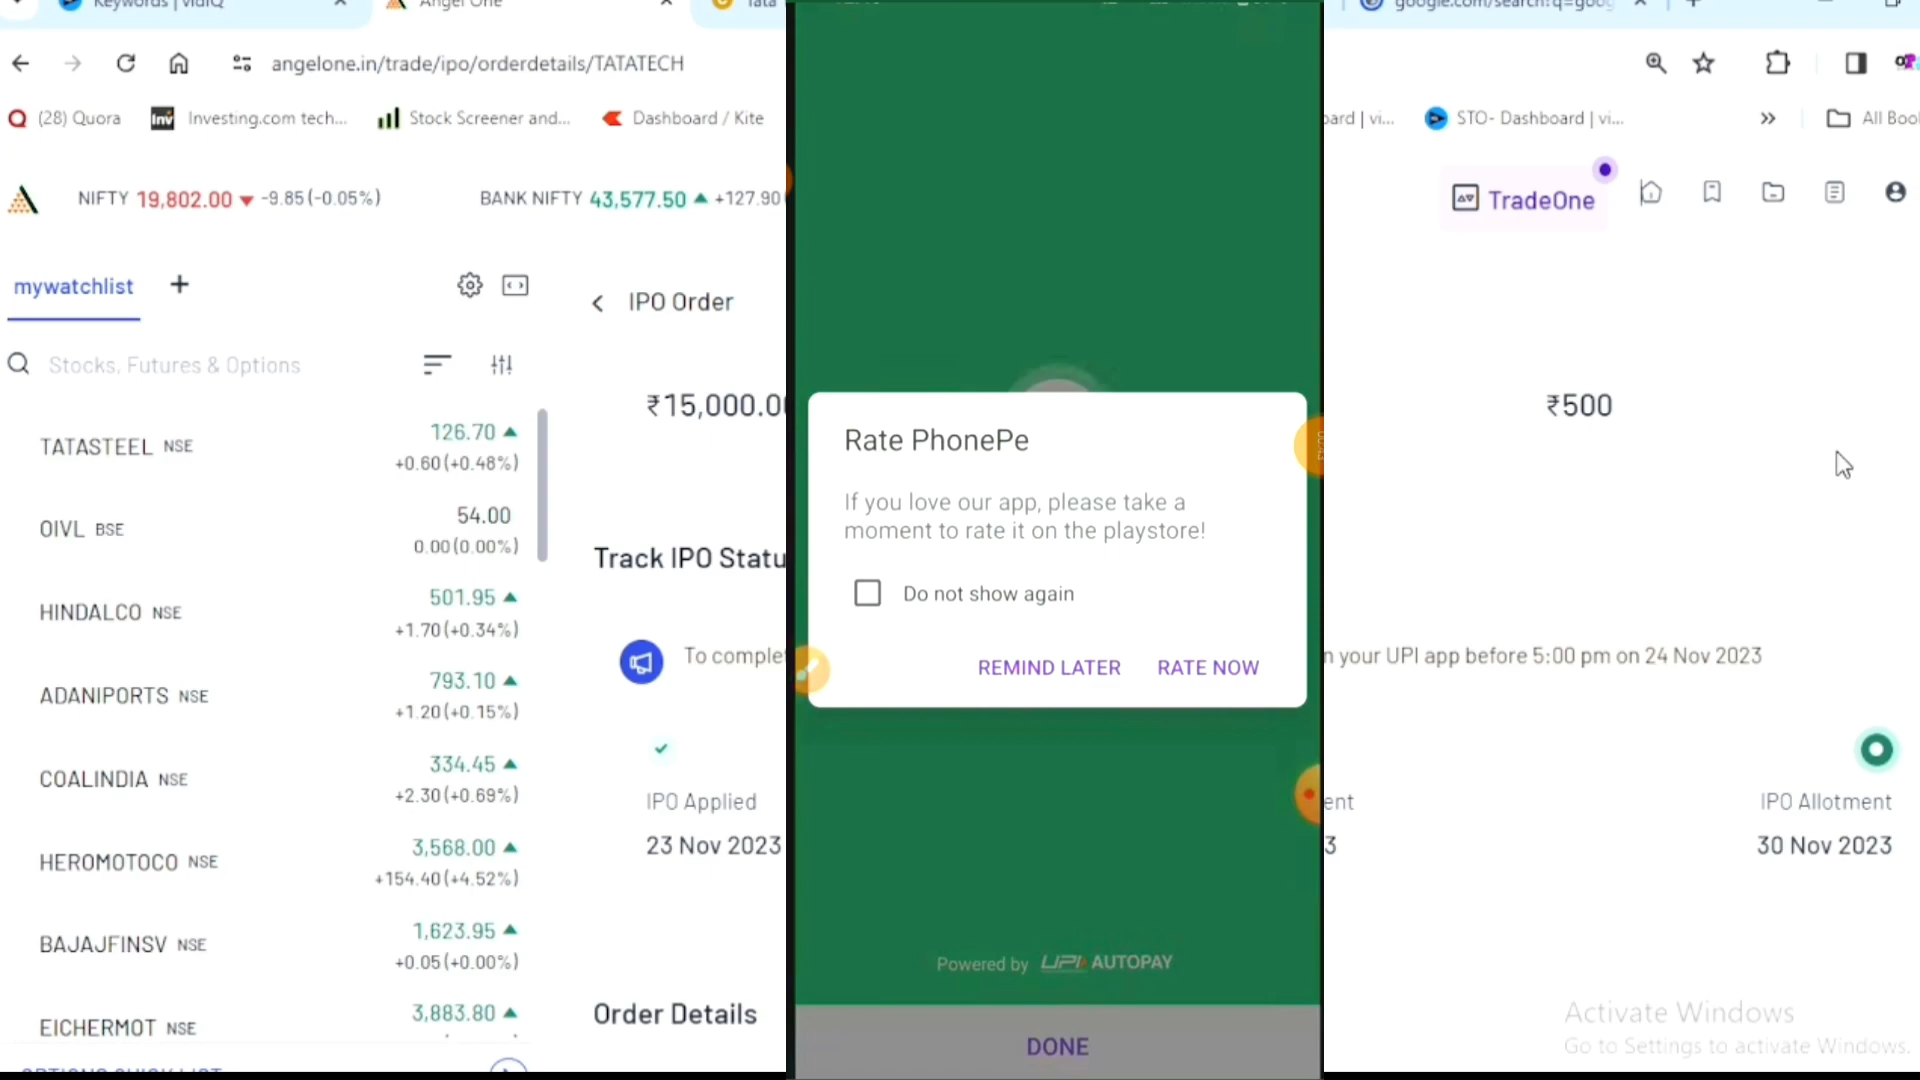 Keywords | vidIQ
Angel One
Tata
angelone.in/trade/ipo/orderdetails/TATATECH
(28) Quora
Investing.com tech...
Stock Screener and...
Dashboard / Kite
STO- Dashboard | vi...
NIFTY 19,802.00 -9.85(-0.05%)
BANK NIFTY 43,577.50 +127.90
TradeOne
mywatchlist
IPO Order
Stocks, Futures & Options
₹15,000.0
₹500
TATASTEEL NSE 126.70
+0.60(+0.48%)
OIVL BSE 54.00
0.00(0.00%)
HINDALCO NSE 501.95
+1.70(+0.34%)
ADANIPORTS NSE 793.10
+1.20(+0.15%)
COALINDIA NSE 334.45
+2.30(+0.69%)
HEROMOTOCO NSE 3,568.00
+154.40(+4.52%)
BAJAJFINSV NSE 1,623.95
+0.05(+0.00%)
EICHERMOT NSE 3,883.80
Track IPO Statu
To comple
n your UPI app before 5:00 pm on 24 Nov 2023
IPO Applied
23 Nov 2023
ent
3
IPO Allotment
30 Nov 2023
Order Details
Rate PhonePe
If you love our app, please take a
moment to rate it on the playstore!
Do not show again
REMIND LATER RATE NOW
Powered by UPI AUTOPAY
DONE
Activate Windows
Go to Settings to activate Windows.